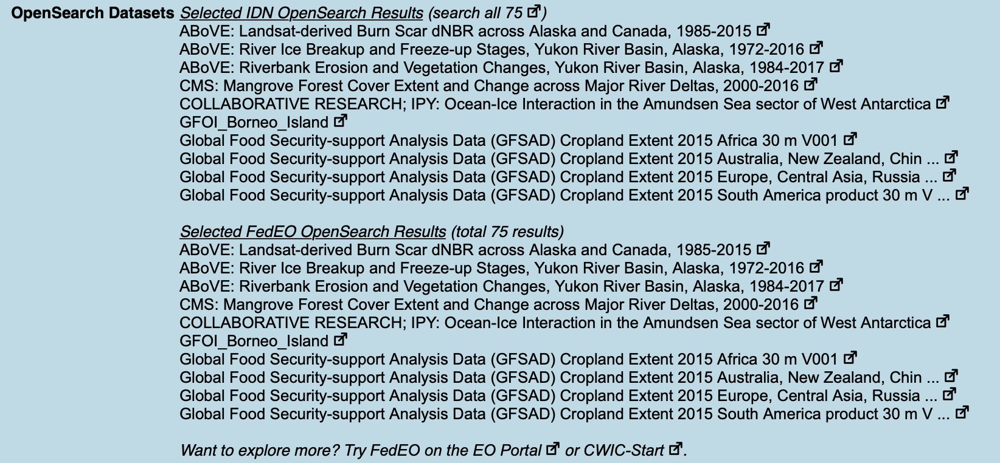 OpenSearch Datasets Selected IDN OpenSearch Results (search all 75)
ABoVE: Landsat-derived Burn Scar dNBR across Alaska and Canada, 1985-2015
ABoVE: River Ice Breakup and Freeze-up Stages, Yukon River Basin, Alaska, 1972-2016
ABoVE: Riverbank Erosion and Vegetation Changes, Yukon River Basin, Alaska, 1984-2017
CMS: Mangrove Forest Cover Extent and Change across Major River Deltas, 2000-2016
COLLABORATIVE RESEARCH; IPY: Ocean-Ice Interaction in the Amundsen Sea sector of West Antarctica
GFOI_Borneo_Island
Global Food Security-support Analysis Data (GFSAD) Cropland Extent 2015 Africa 30 m V001
Global Food Security-support Analysis Data (GFSAD) Cropland Extent 2015 Australia, New Zealand, Chin ...
Global Food Security-support Analysis Data (GFSAD) Cropland Extent 2015 Europe, Central Asia, Russia ...
Global Food Security-support Analysis Data (GFSAD) Cropland Extent 2015 South America product 30 m V ...
Selected FedEO OpenSearch Results (total 75 results)
ABoVE: Landsat-derived Burn Scar dNBR across Alaska and Canada, 1985-2015
ABoVE: River Ice Breakup and Freeze-up Stages, Yukon River Basin, Alaska, 1972-2016
ABoVE: Riverbank Erosion and Vegetation Changes, Yukon River Basin, Alaska, 1984-2017
CMS: Mangrove Forest Cover Extent and Change across Major River Deltas, 2000-2016
COLLABORATIVE RESEARCH; IPY: Ocean-Ice Interaction in the Amundsen Sea sector of West Antarctica
GFOI_Borneo_Island
Global Food Security-support Analysis Data (GFSAD) Cropland Extent 2015 Africa 30 m V001
Global Food Security-support Analysis Data (GFSAD) Cropland Extent 2015 Australia, New Zealand, Chin ...
Global Food Security-support Analysis Data (GFSAD) Cropland Extent 2015 Europe, Central Asia, Russia ...
Global Food Security-support Analysis Data (GFSAD) Cropland Extent 2015 South America product 30 m V ...
Want to explore more? Try FedEO on the EO Portal or CWIC-Start.